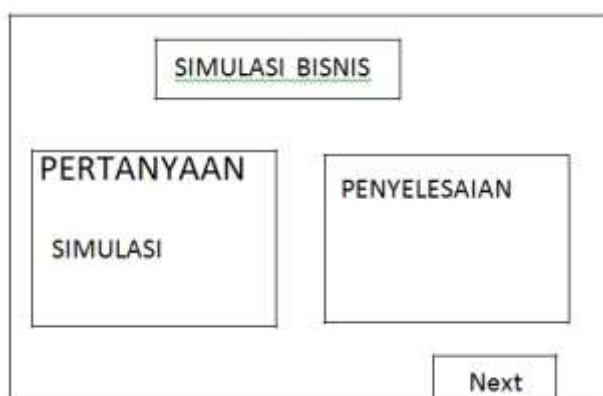 SIMULASI BISNIS
PERTANYAAN
SIMULASI
PENYELESAIAN
Next